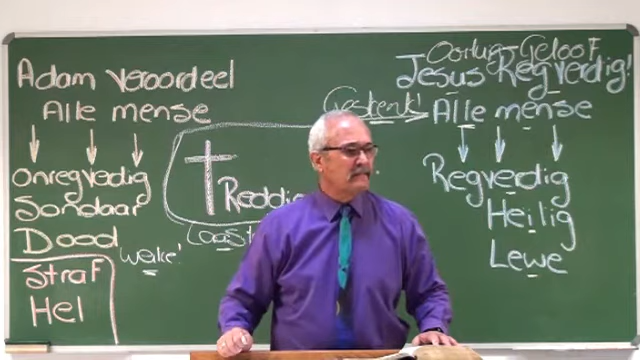 Adam Veroordeel
Alle mense
Onregverdig
Sondaar
Dood
Straf
Hel
Werke!
Geskenk!
Oortuig-Geloof
Jesus Regverdig!
Alle mense
Regverdig
Heilig
Lewe